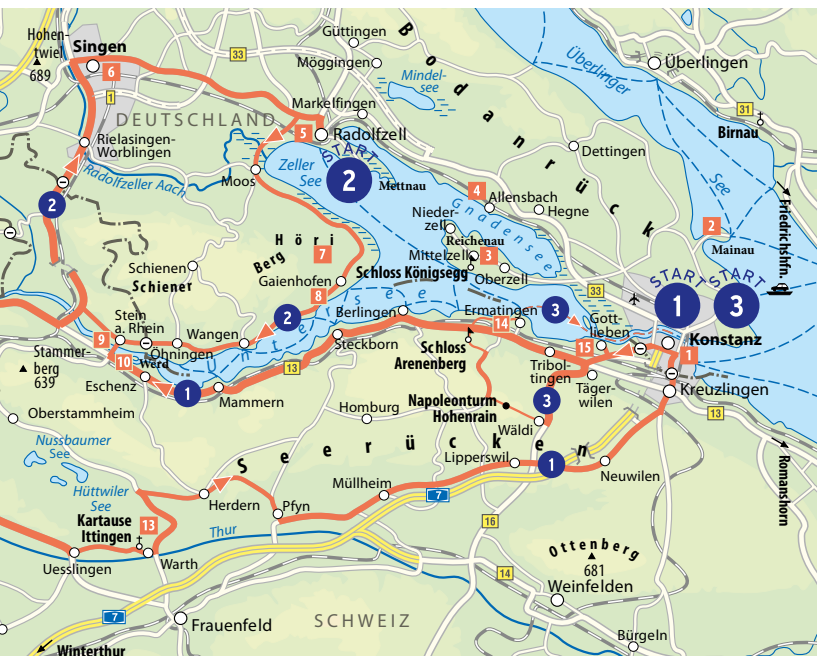 Hohen-
twiel
689
Singen
6
33
1
Güttingen
Möggingen
Mindel-
see
Markelfingen
B o d a n r ü c k
Überlinger
See
Überlingen
31
Birnau
DEUTSCHLAND
5
Radolfzell
START
2
Mettnau
Zeller
See
Rielasingen-
Worblingen
Radolfzeller Aach
2
Moos
Dettingen
4
Allensbach
Hegne
Gnadensee
Nieder-
zell
Reichenau
Mittelzell
3
Schloss Königsegg
Oberzell
2
Mainau
Friedrichshfn.
Höri
Berg
7
Schienen
Schiener
Gaienhofen
8
33
START
1
START
3
Stein
a. Rhein
9
10
Werd
Öhningen
Wangen
2
Untersee
Berlingen
Ermatingen
14
3
Gott-
lieben
15
Konstanz
1
Stammer-
berg
639
Eschenz
1
Mammern
13
Steckborn
Schloss
Arenenberg
Tribol-
tingen
Täger-
wilen
Kreuzlingen
13
3
Oberstammheim
Homburg
Napoleonturm
Hohenrain
Wäldi
Nussbaumer
See
Seerücken
Lipperswil
1
Neuwilen
Romanshorn
Hüttwiler
See
Müllheim
7
Herdern
Pfyn
Kartause
Ittingen
13
Thur
16
Uesslingen
Warth
Ottenberg
681
14
Weinfelden
7
Frauenfeld
SCHWEIZ
Bürgeln
Winterthur